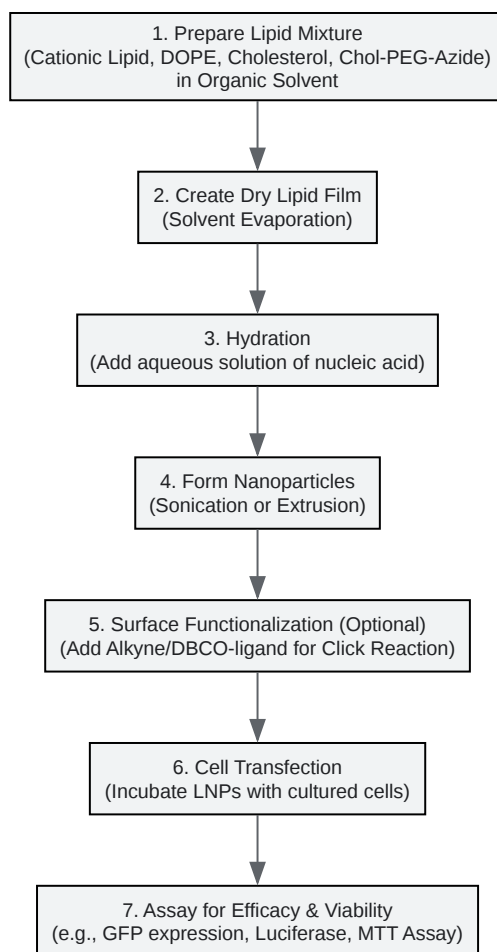 1. Prepare Lipid Mixture
(Cationic Lipid, DOPE, Cholesterol, Chol-PEG-Azide)
in Organic Solvent
2. Create Dry Lipid Film
(Solvent Evaporation)
3. Hydration
(Add aqueous solution of nucleic acid)
4. Form Nanoparticles
(Sonication or Extrusion)
5. Surface Functionalization (Optional)
(Add Alkyne/DBCO-ligand for Click Reaction)
6. Cell Transfection
(Incubate LNPs with cultured cells)
7. Assay for Efficacy & Viability
(e.g., GFP expression, Luciferase, MTT Assay)